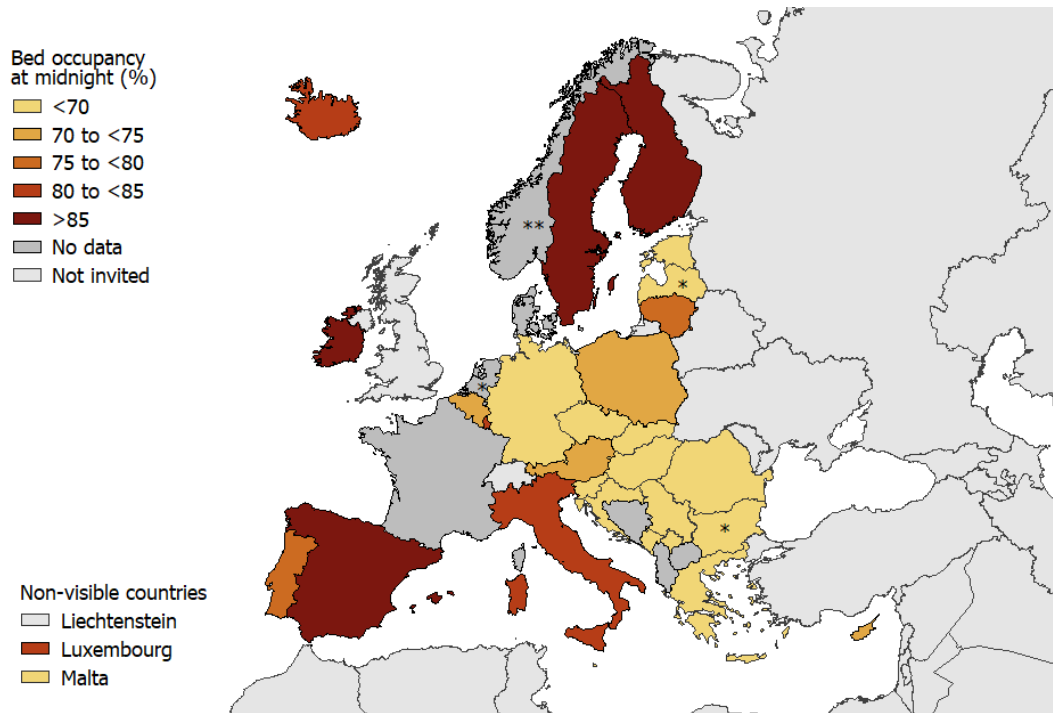 Bed occupancy
at midnight (%)
<70
70 to <75
75 to <80
80 to <85
>85
No data
Not invited
**
*
*
*
Non-visible countries
Liechtenstein
Luxembourg
Malta